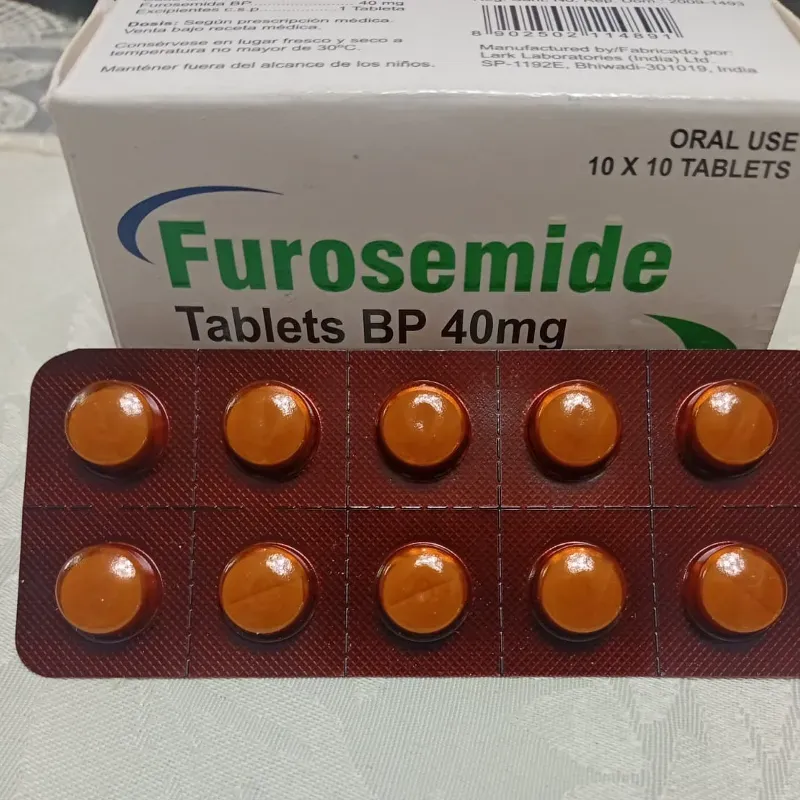 Furosemida BP.................... 40 mg
Excipientes c.s.p.................. 1 Tableta
Dosis: Según prescripción médica.
Venta bajo receta médica.
Consérvese en lugar fresco y seco a
temperatura no mayor de 30ºC.
Mantener fuera del alcance de los niños.
8 902502 114891
Manufactured by/Fabricado por:
Lark Laboratories (India) Ltd.
SP-1192E, Bhiwadi-301019, India
ORAL USE
10 X 10 TABLETS
Furosemide
Tablets BP 40mg